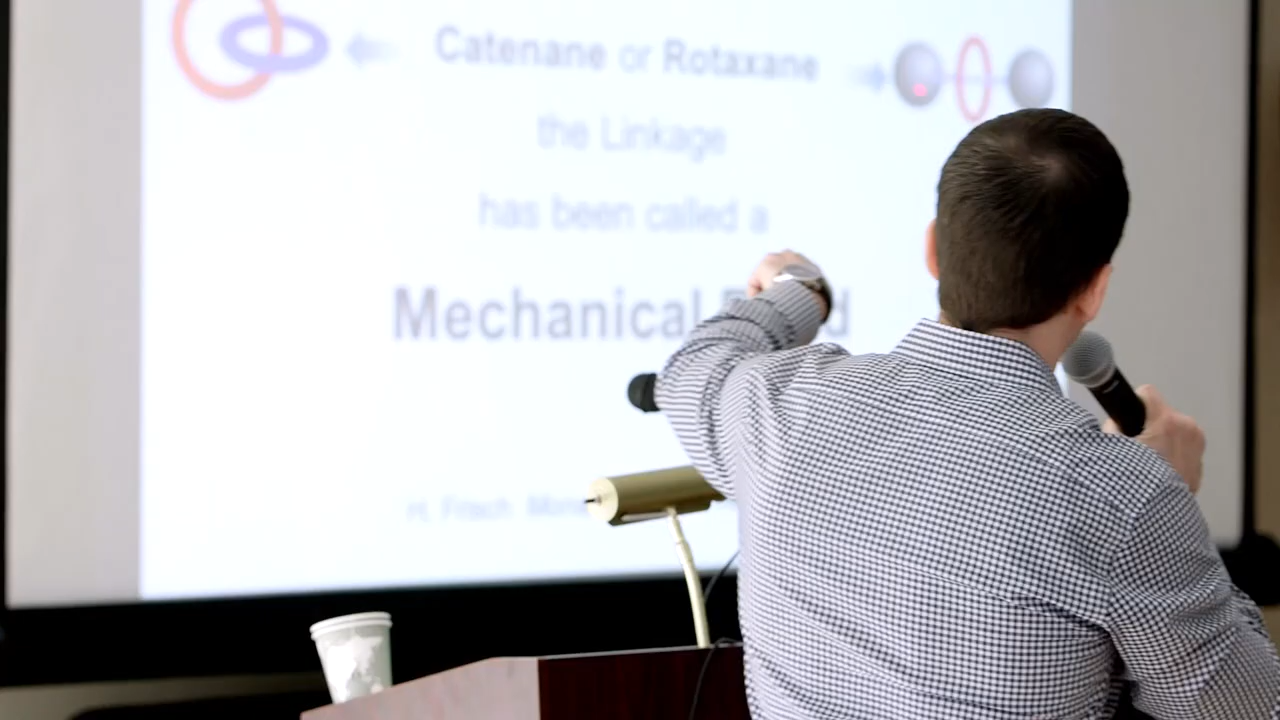 Catenane or Rotaxane
the Linkage
has been called a
Mechanical